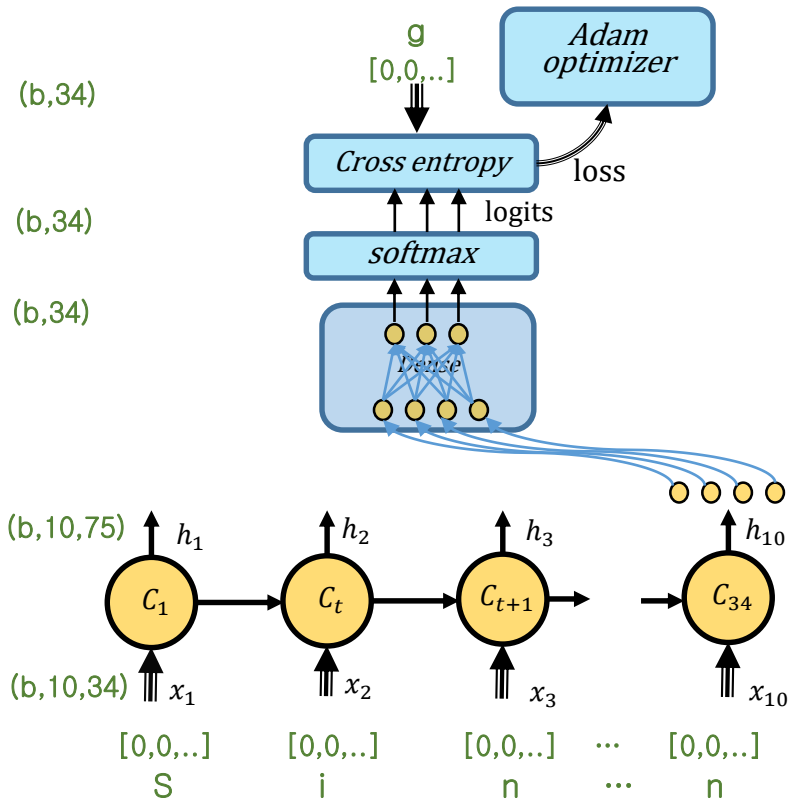 g
[0,0,..]
Adam
optimizer
(b,34)
Cross entropy
loss
logits
(b,34)
softmax
(b,34)
Dense
(b,10,75)
h₁
h₂
h₃
h₁₀
C₁
Cₜ
Cₜ₊₁
C₃₄
(b,10,34)
x₁
x₂
x₃
x₁₀
[0,0,..] [0,0,..] [0,0,..] ... [0,0,..]
S i n ... n